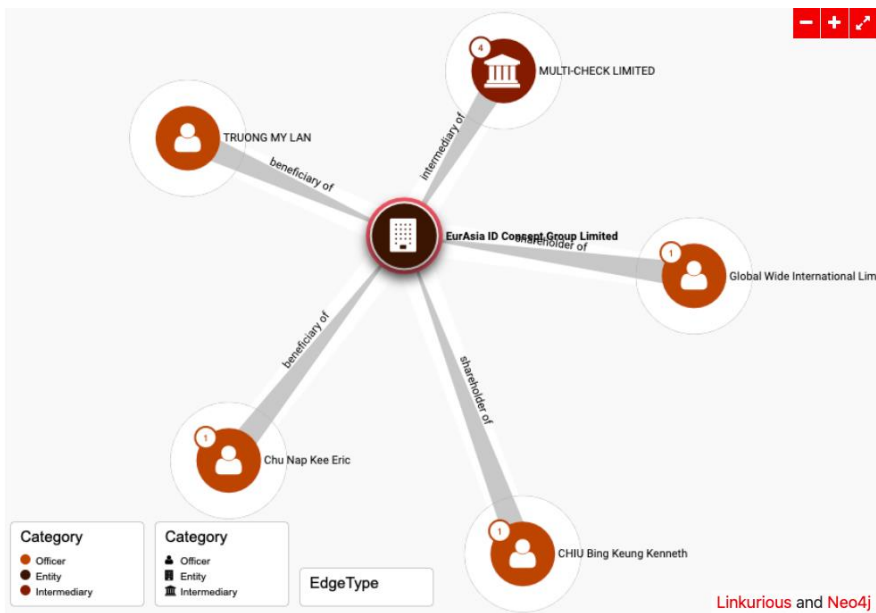 4
MULTI-CHECK LIMITED
TRUONG MY LAN
beneficiary of
intermediary of
EurAsia ID Consept Group Limited
shareholder of
1
Global Wide International Lim
beneficiary of
shareholder of
1
Chu Nap Kee Eric
1
CHIU Bing Keung Kenneth
Category
Officer
Entity
Intermediary
Category
Officer
Entity
Intermediary
EdgeType
Linkurious and Neo4j